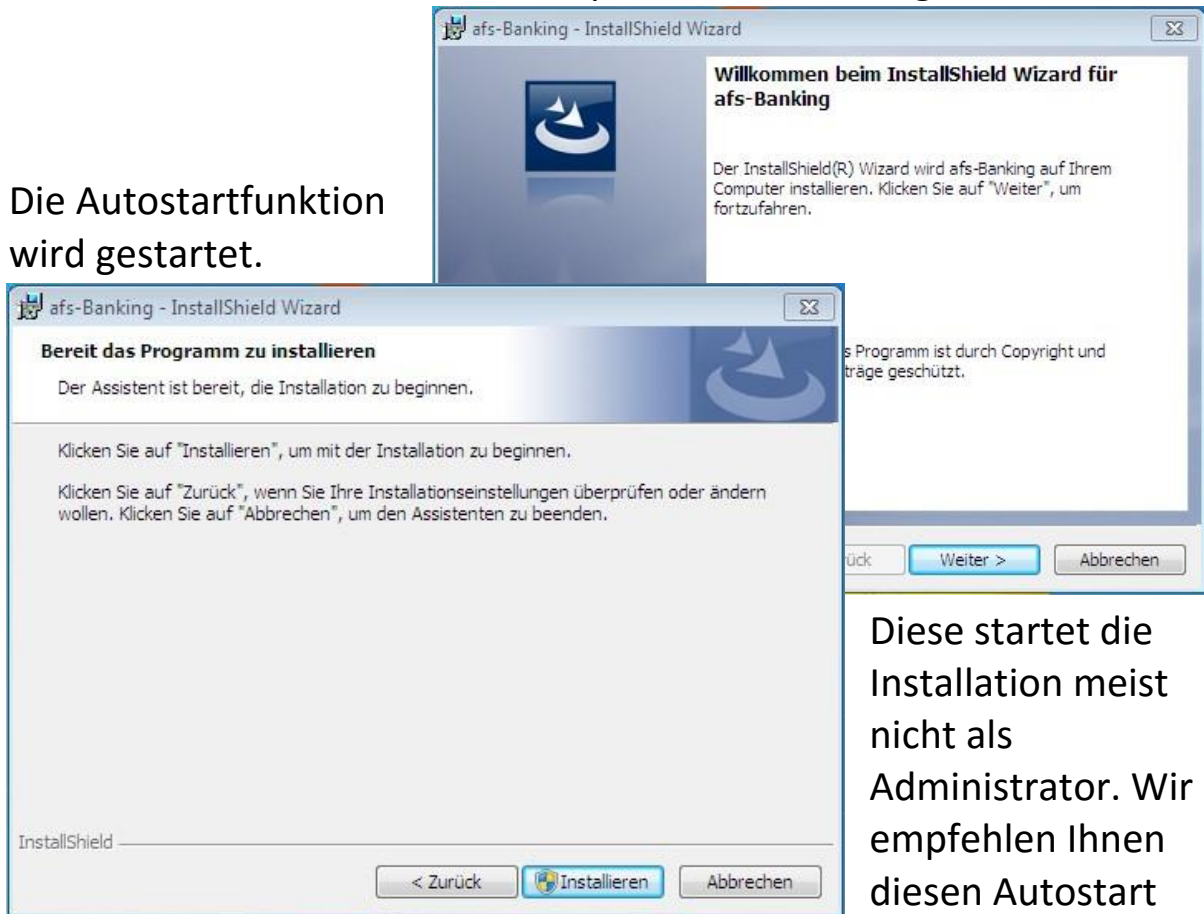 afs-Banking - InstallShield Wizard
Willkommen beim InstallShield Wizard für
afs-Banking
Der InstallShield(R) Wizard wird afs-Banking auf Ihrem
Computer installieren. Klicken Sie auf "Weiter", um
fortzufahren.
Programm ist durch Copyright und
geschützt.
Weiter >
Abbrechen
Die Autostartfunktion
wird gestartet.
afs-Banking - InstallShield Wizard
Bereit das Programm zu installieren
Der Assistent ist bereit, die Installation zu beginnen.
Klicken Sie auf "Installieren", um mit der Installation zu beginnen.
Klicken Sie auf "Zurück", wenn Sie Ihre Installationseinstellungen überprüfen oder ändern
wollen. Klicken Sie auf "Abbrechen", um den Assistenten zu beenden.
InstallShield
< Zurück
Installieren
Abbrechen
Diese startet die
Installation meist
nicht als
Administrator. Wir
empfehlen Ihnen
diesen Autostart